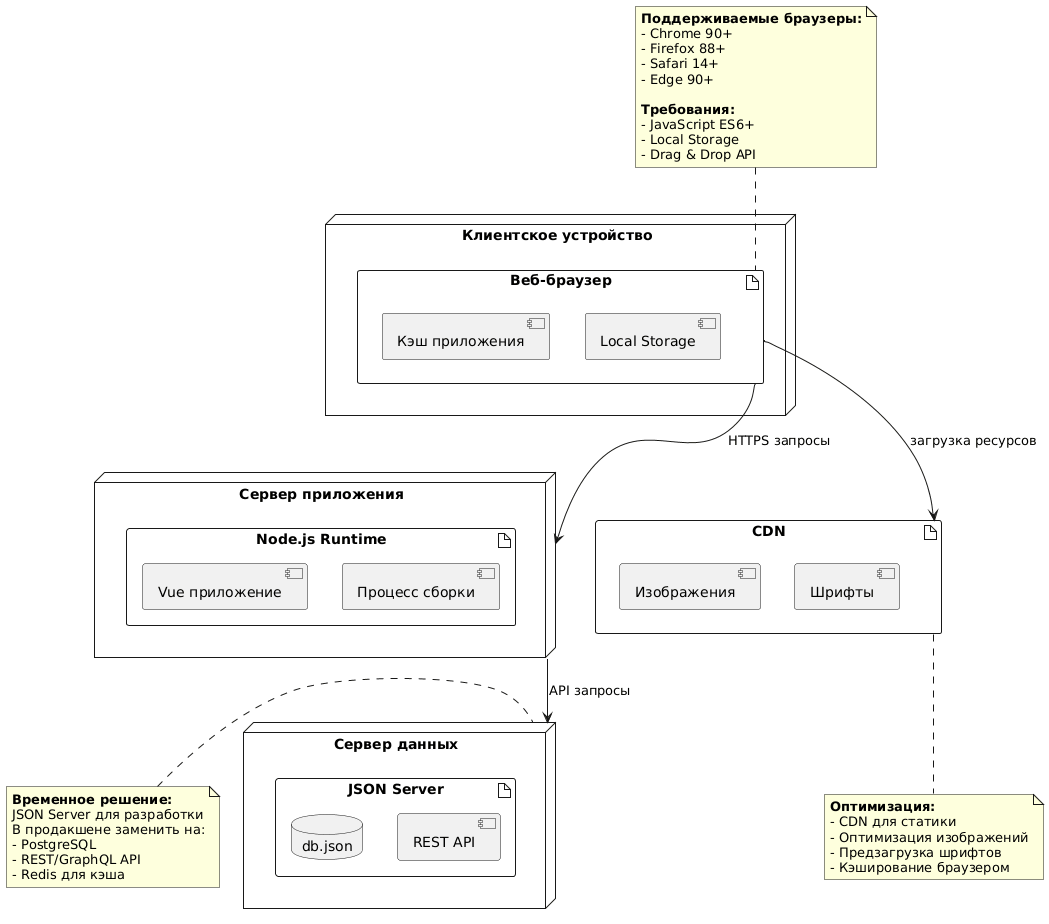 Поддерживаемые браузеры:
- Chrome 90+
- Firefox 88+
- Safari 14+
- Edge 90+
Требования:
- JavaScript ES6+
- Local Storage
- Drag & Drop API
Клиентское устройство
Веб-браузер
Кэш приложения
Local Storage
HTTPS запросы
загрузка ресурсов
Сервер приложения
Node.js Runtime
Vue приложение
Процесс сборки
CDN
Изображения
Шрифты
API запросы
Сервер данных
JSON Server
db.json
REST API
Временное решение:
JSON Server для разработки
В продакшене заменить на:
- PostgreSQL
- REST/GraphQL API
- Redis для кэша
Оптимизация:
- CDN для статики
- Оптимизация изображений
- Предзагрузка шрифтов
- Кэширование браузером